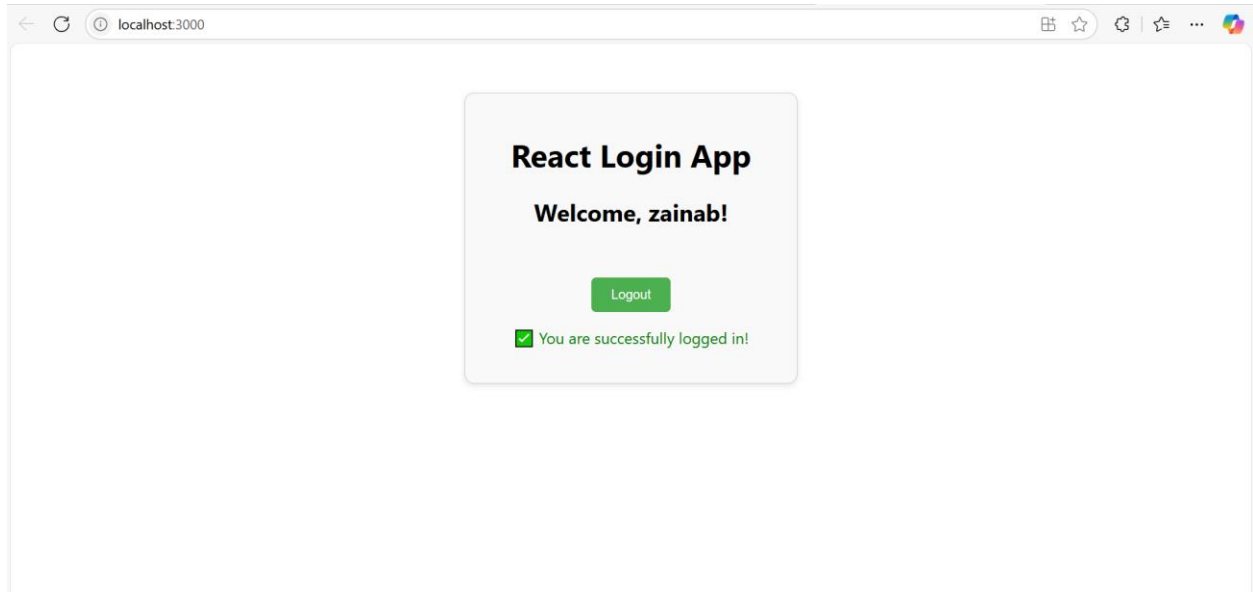 localhost:3000
React Login App
Welcome, zainab!
Logout
✅ You are successfully logged in!